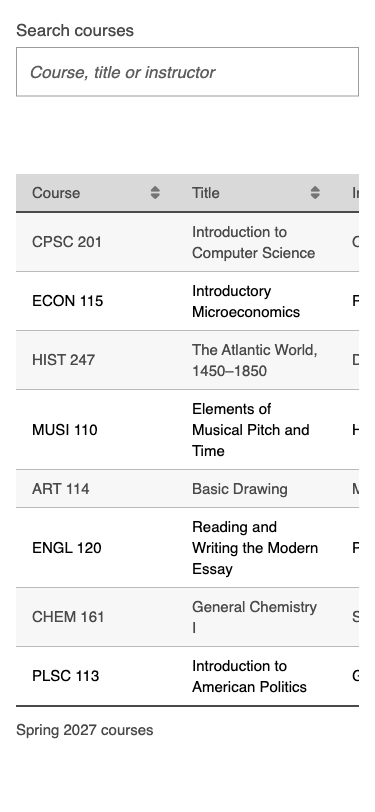 Search courses
Course, title or instructor
Course Title
CPSC 201 Introduction to
Computer Science
ECON 115 Introductory
Microeconomics
HIST 247 The Atlantic World,
1450–1850
MUSI 110 Elements of
Musical Pitch and
Time
ART 114 Basic Drawing
ENGL 120 Reading and
Writing the Modern
Essay
CHEM 161 General Chemistry
I
PLSC 113 Introduction to
American Politics
Spring 2027 courses